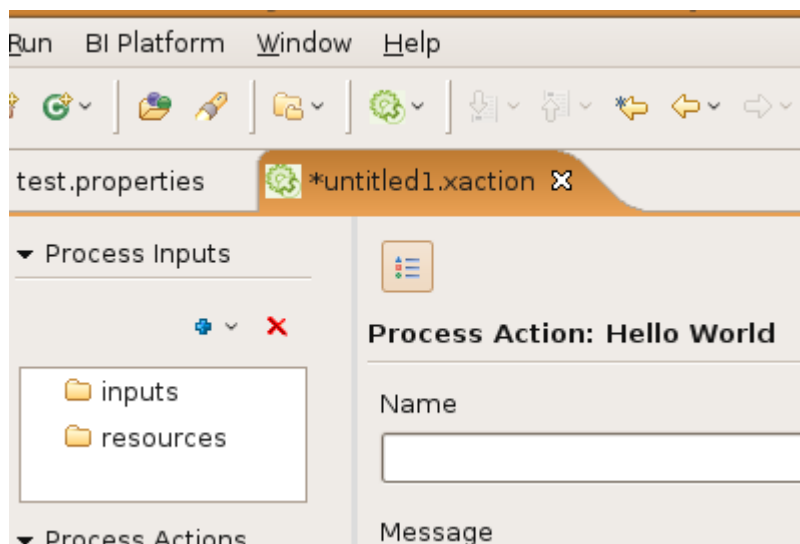 Run BI Platform Window Help
test.properties *untitled1.xaction
Process Inputs
Process Action: Hello World
inputs
Name
resources
Message
Process Actions